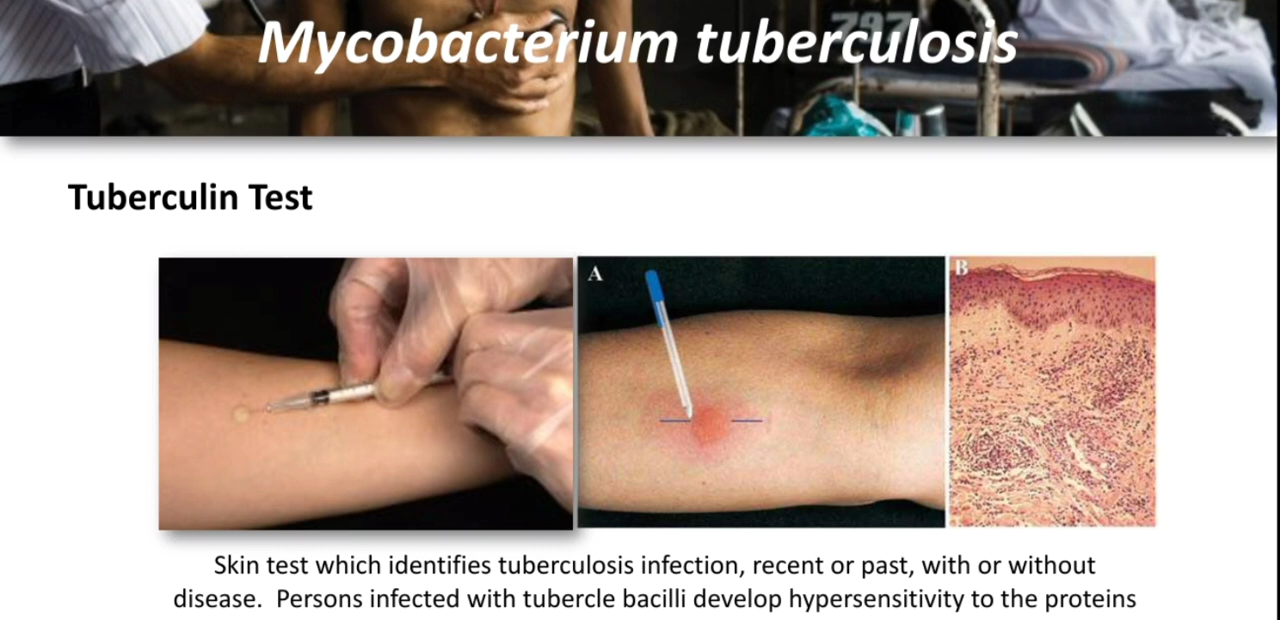 Mycobacterium tuberculosis
797
Tuberculin Test
A
B
Skin test which identifies tuberculosis infection, recent or past, with or without
disease. Persons infected with tubercle bacilli develop hypersensitivity to the proteins